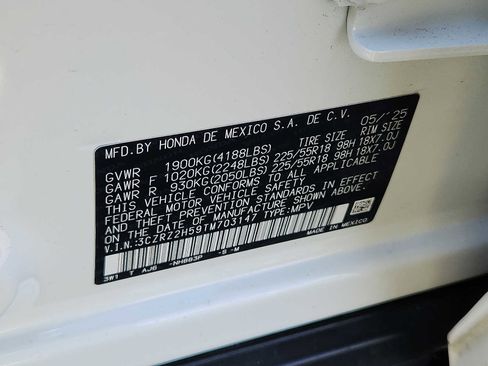 MFD.BY HONDA DE MEXICO S.A. DE C.V. 05/'25
TIRE SIZE RIM SIZE
GVWR 1900KG(4188LBS)
GAWR F 1020KG(2248LBS) 225/55R18 98H 18X7.0J
GAWR R 930KG(2050LBS) 225/55R18 98H 18X7.0J
THIS VEHICLE CONFORMS TO ALL APPLICABLE
FEDERAL MOTOR VEHICLE SAFETY
STANDARDS IN EFFECT ON THE DATE OF
MANUFACTURE SHOWN ABOVE.
V.I.N.:3CZRZ2H59TM703147 TYPE:MPV
3W1 T AJ6 -NH883P -S -M
MADE IN MEXICO